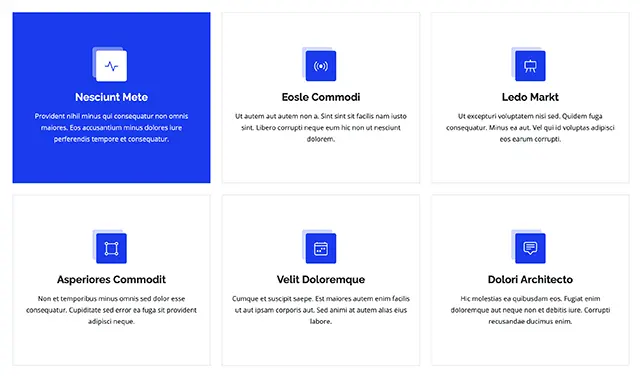 Nesciunt Mete
Provident nihil minus qui consequatur non omnis
maiores. Eos accusantium minus dolores iure
perferendis tempore et consequatur.
Eosle Commodi
Ut autem aut autem non a. Sint sint sit facilis nam iusto
sint. Libero corrupti neque eum hic non ut nesciunt
dolorem.
Ledo Markt
Ut excepturi voluptatem nisi sed. Quidem fuga
consequatur. Minus ea aut. Vel qui id voluptas adipisci
eos earum corrupti.
Asperiores Commodit
Non et temporibus minus omnis sed dolor esse
consequatur. Cupiditate sed error ea fuga sit provident
adipisci neque.
Velit Doloremque
Cumque et suscipit saepe. Est maiores autem enim facilis
ut aut ipsam corporis aut. Sed animi at autem alias eius
labore.
Dolori Architecto
Hic molestias ea quibusdam eos. Fugiat enim
doloremque aut neque non et debitis iure. Corrupti
recusandae ducimus enim.